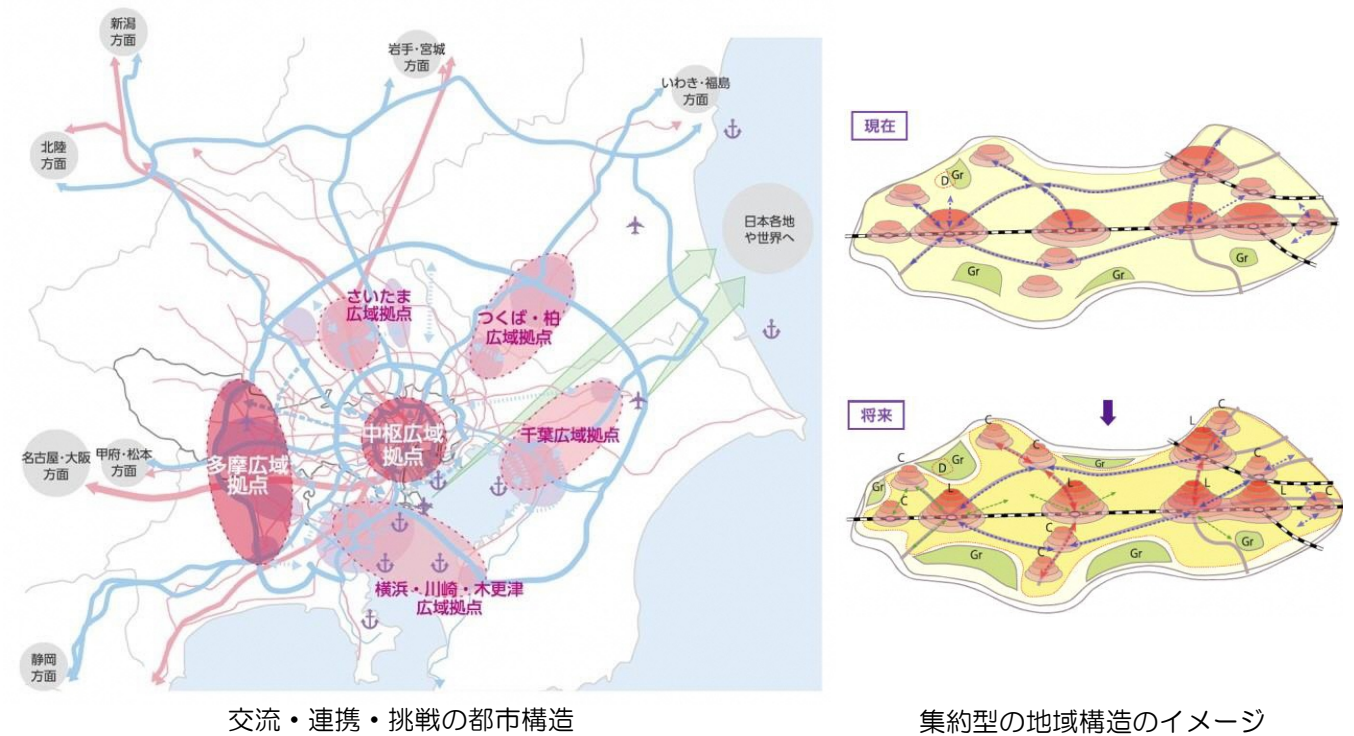 新潟
方面
岩手・宮城
方面
いわき・福島
方面
北陸
方面
日本各地
や世界へ
さいたま
広域拠点
つくば・柏
広域拠点
中枢広域
拠点
千葉広域拠点
多摩広域
拠点
名古屋・大阪
方面
甲府・松本
方面
横浜・川崎・木更津
広域拠点
静岡
方面
交流・連携・挑戦の都市構造
現在
D
Gr
Gr
Gr
Gr
将来
C
L
C
C
C
C
D
Gr
Gr
Gr
C
L
L
L
L
C
C
Gr
Gr
Gr
集約型の地域構造のイメージ